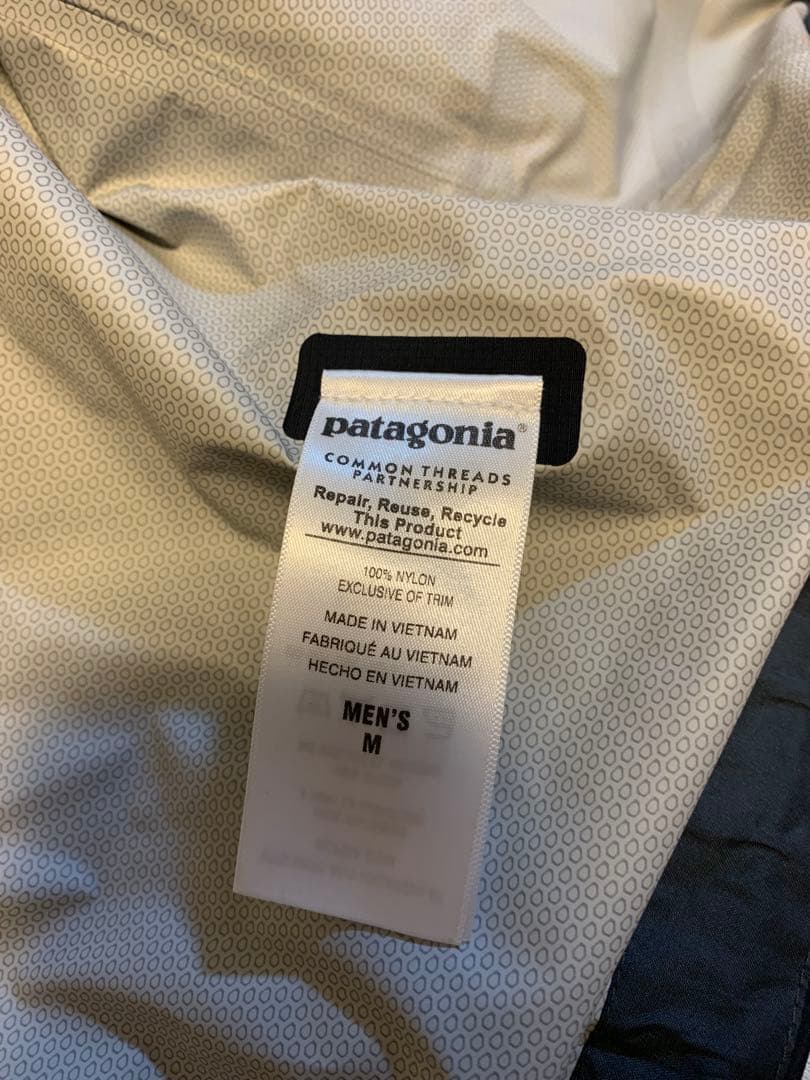 patagonia®
COMMON THREADS
PARTNERSHIP
Repair, Reuse, Recycle
This Product
www.patagonia.com
100% NYLON
EXCLUSIVE OF TRIM
MADE IN VIETNAM
FABRIQUÉ AU VIETNAM
HECHO EN VIETNAM
MEN'S
M